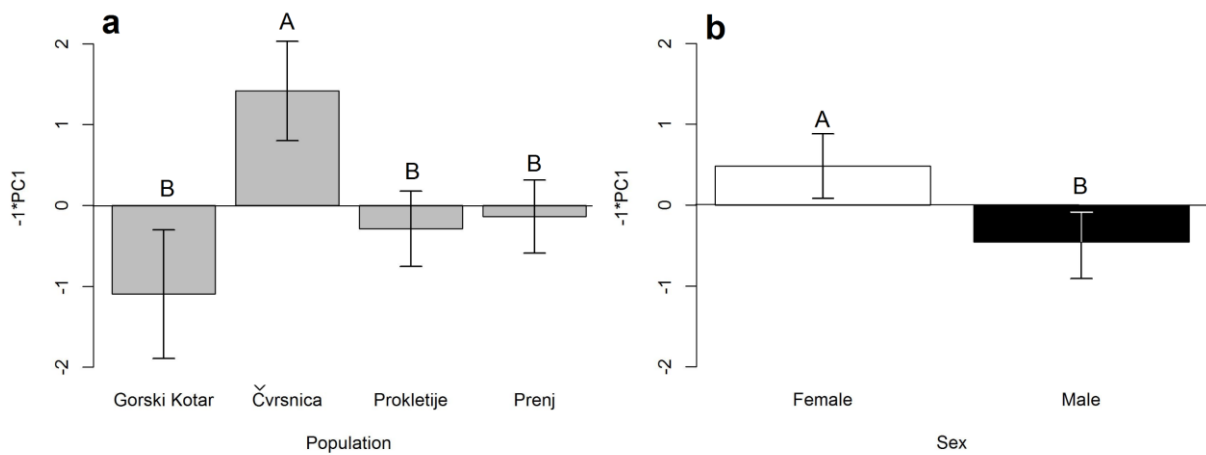 a
2
1
0
-1
-2
-1*PC1
B
A
B
B
Gorski Kotar
Čvrsnica
Prokletije
Prenj
Population
b
2
1
0
-1
-2
-1*PC1
A
B
Female
Male
Sex